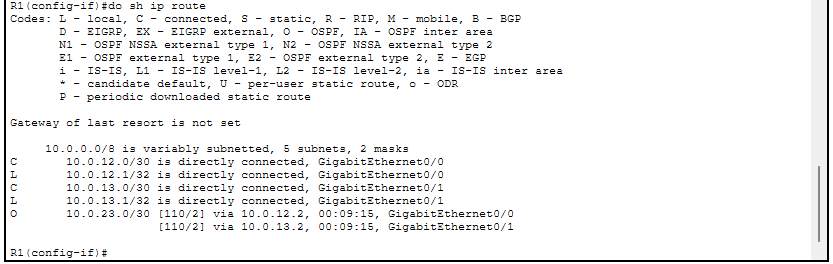 R1(config-if)#do sh ip route
Codes: L - local, C - connected, S - static, R - RIP, M - mobile, B - BGP
       D - EIGRP, EX - EIGRP external, O - OSPF, IA - OSPF inter area
       N1 - OSPF NSSA external type 1, N2 - OSPF NSSA external type 2
       E1 - OSPF external type 1, E2 - OSPF external type 2, E - EGP
       i - IS-IS, L1 - IS-IS level-1, L2 - IS-IS level-2, ia - IS-IS inter area
       * - candidate default, U - per-user static route, o - ODR
       P - periodic downloaded static route

Gateway of last resort is not set

     10.0.0.0/8 is variably subnetted, 5 subnets, 2 masks
C       10.0.12.0/30 is directly connected, GigabitEthernet0/0
L       10.0.12.1/32 is directly connected, GigabitEthernet0/0
C       10.0.13.0/30 is directly connected, GigabitEthernet0/1
L       10.0.13.1/32 is directly connected, GigabitEthernet0/1
O       10.0.23.0/30 [110/2] via 10.0.12.2, 00:09:15, GigabitEthernet0/0
                     [110/2] via 10.0.13.2, 00:09:15, GigabitEthernet0/1

R1(config-if)#